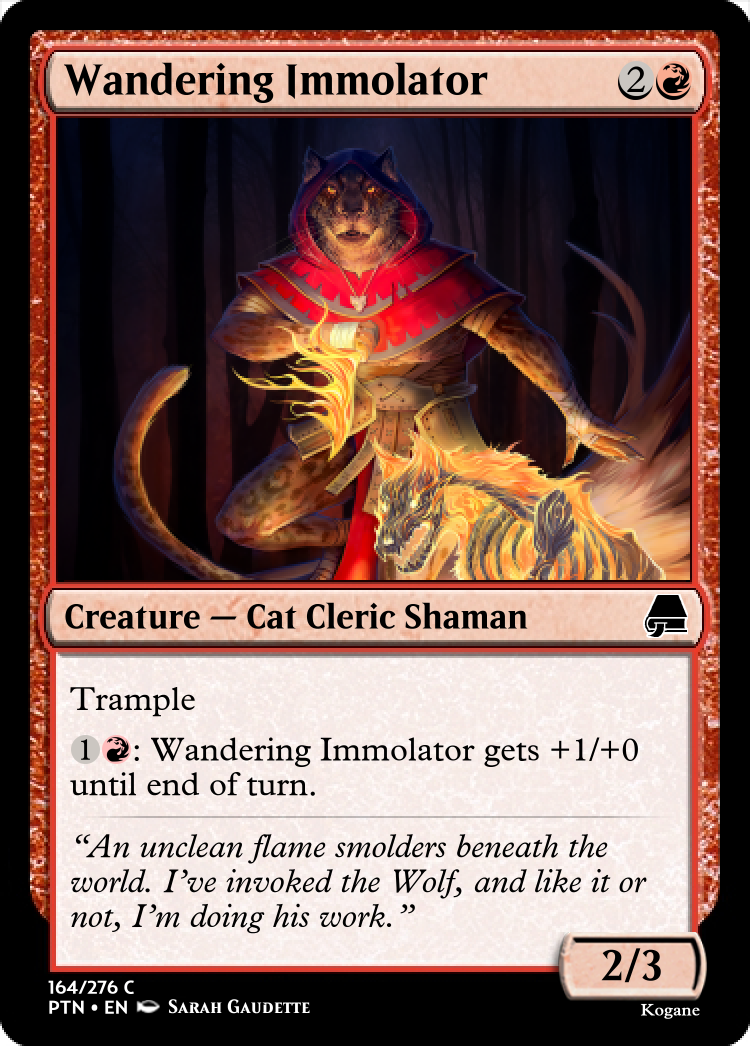 Wandering Immolator 2
Creature — Cat Cleric Shaman
Trample
1: Wandering Immolator gets +1/+0
until end of turn.
“An unclean flame smolders beneath the
world. I’ve invoked the Wolf, and like it or
not, I’m doing his work.”
2/3
164/276 C
PTN • EN Sarah Gaudette
Kogane